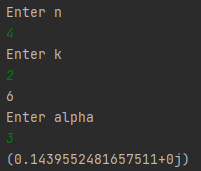 Enter n
4
Enter k
2
6
Enter alpha
3
(0.1439552481657511+0j)